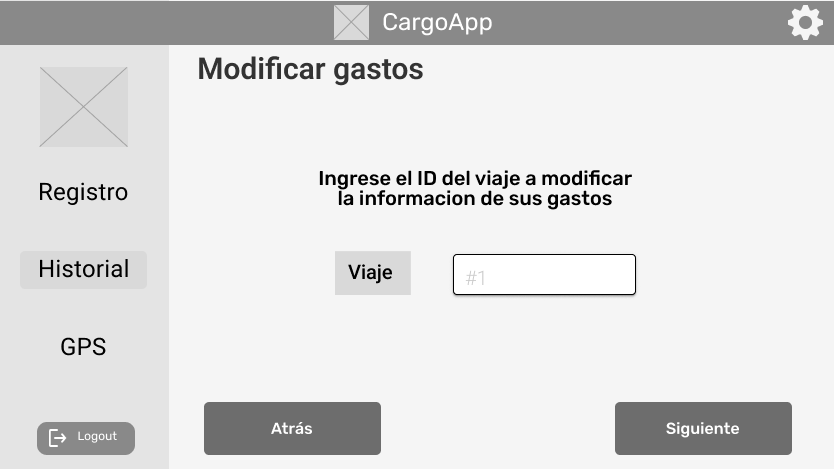 CargoApp
Modificar gastos
Registro
Historial
GPS
Logout
Ingrese el ID del viaje a modificar
la informacion de sus gastos
Viaje
#1
Atrás
Siguiente